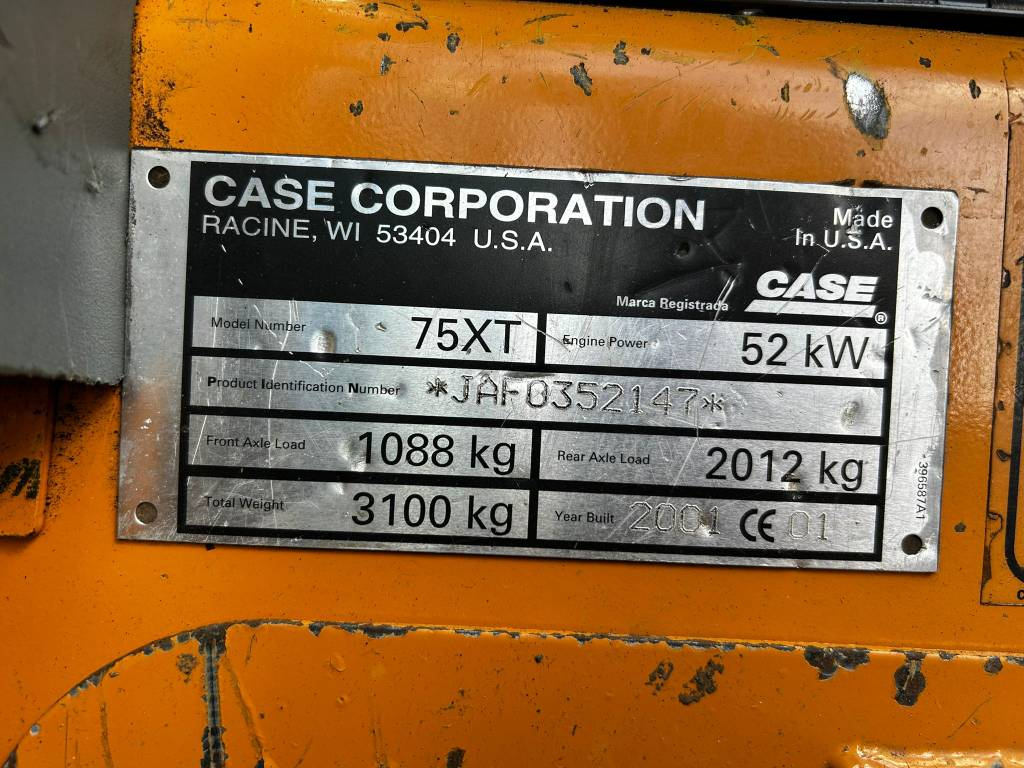 CASE CORPORATION
RACINE, WI 53404 U.S.A.
Made
In U.S.A.
Marca Registrada
CASE®
Model Number 75XT
Engine Power 52 kW
Product Identification Number *JAF0352147*
Front Axle Load 1088 kg
Rear Axle Load 2012 kg
Total Weight 3100 kg
Year Built 2001 CE 01
396587A1